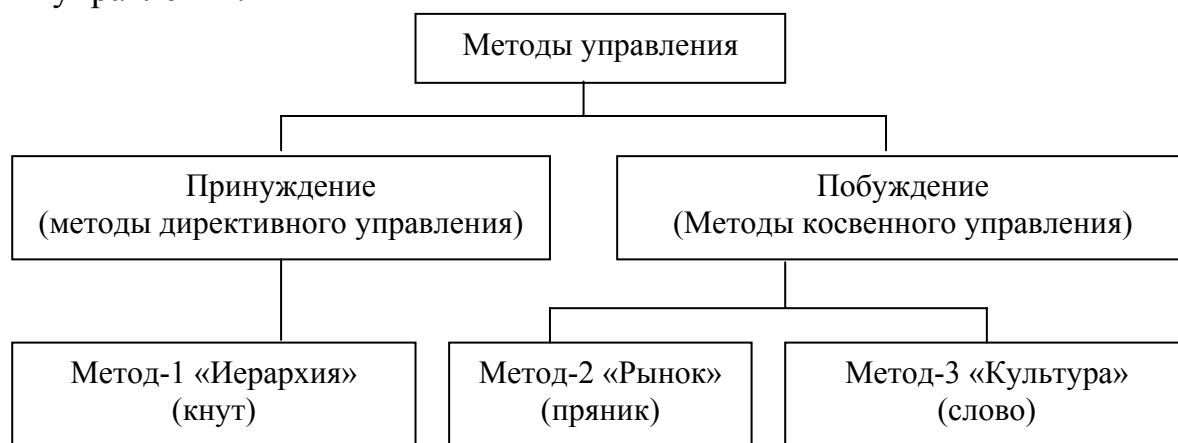 Методы управления
Принуждение
(методы директивного управления)
Побуждение
(Методы косвенного управления)
Метод-1 «Иерархия»
(кнут)
Метод-2 «Рынок»
(пряник)
Метод-3 «Культура»
(слово)